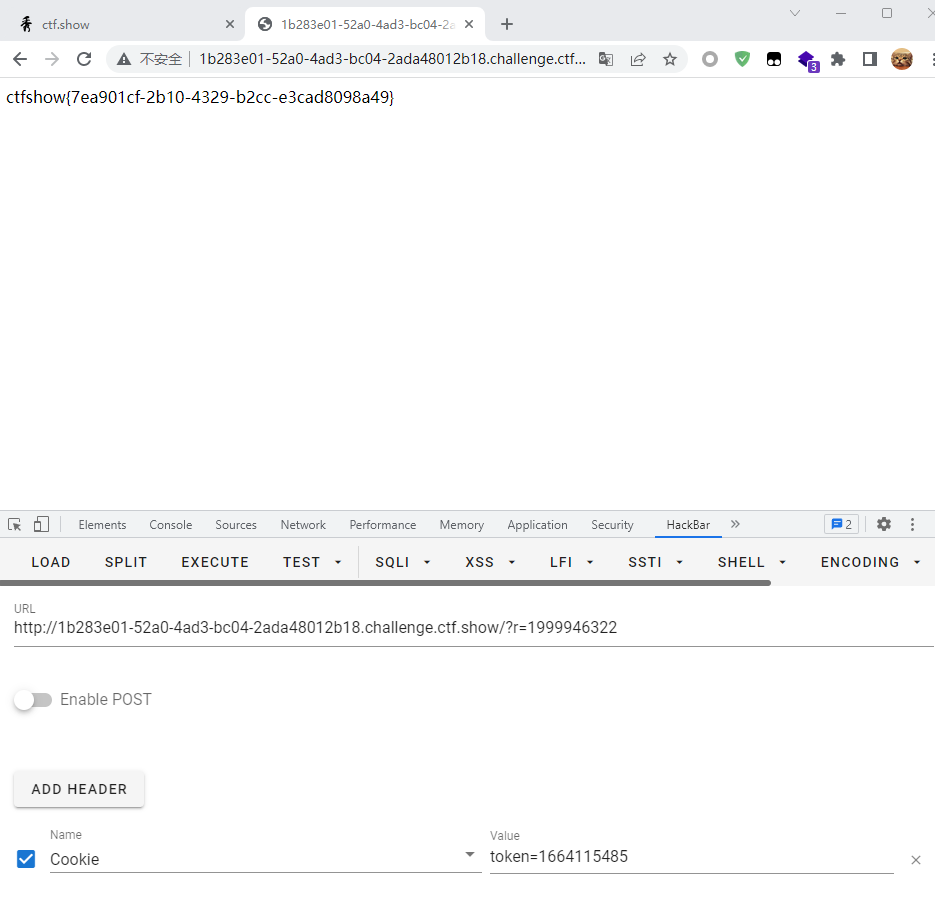 ctf.show
1b283e01-52a0-4ad3-bc04-2a
不安全 1b283e01-52a0-4ad3-bc04-2ada48012b18.challenge.ctf...
3
ctfshow{7ea901cf-2b10-4329-b2cc-e3cad8098a49}
Elements Console Sources Network Performance Memory Application Security HackBar 2
LOAD SPLIT EXECUTE TEST SQLI XSS LFI SSTI SHELL ENCODING
URL
http://1b283e01-52a0-4ad3-bc04-2ada48012b18.challenge.ctf.show/?r=1999946322
Enable POST
ADD HEADER
Name Value
Cookie token=1664115485